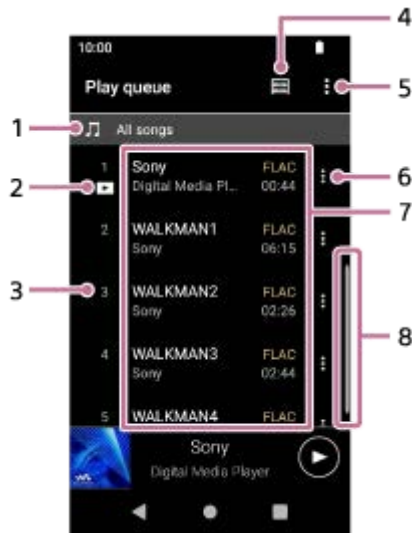 4
10:00
Play queue
5
1
All songs
1 Sony FLAC
6
2
Digital Media Pl... 00:44
7
2 WALKMAN1 FLAC
Sony 06:15
3
3 WALKMAN2 FLAC
Sony 02:26
8
4 WALKMAN3 FLAC
Sony 02:44
5 WALKMAN4 FLAC
Sony
Digital Media Player